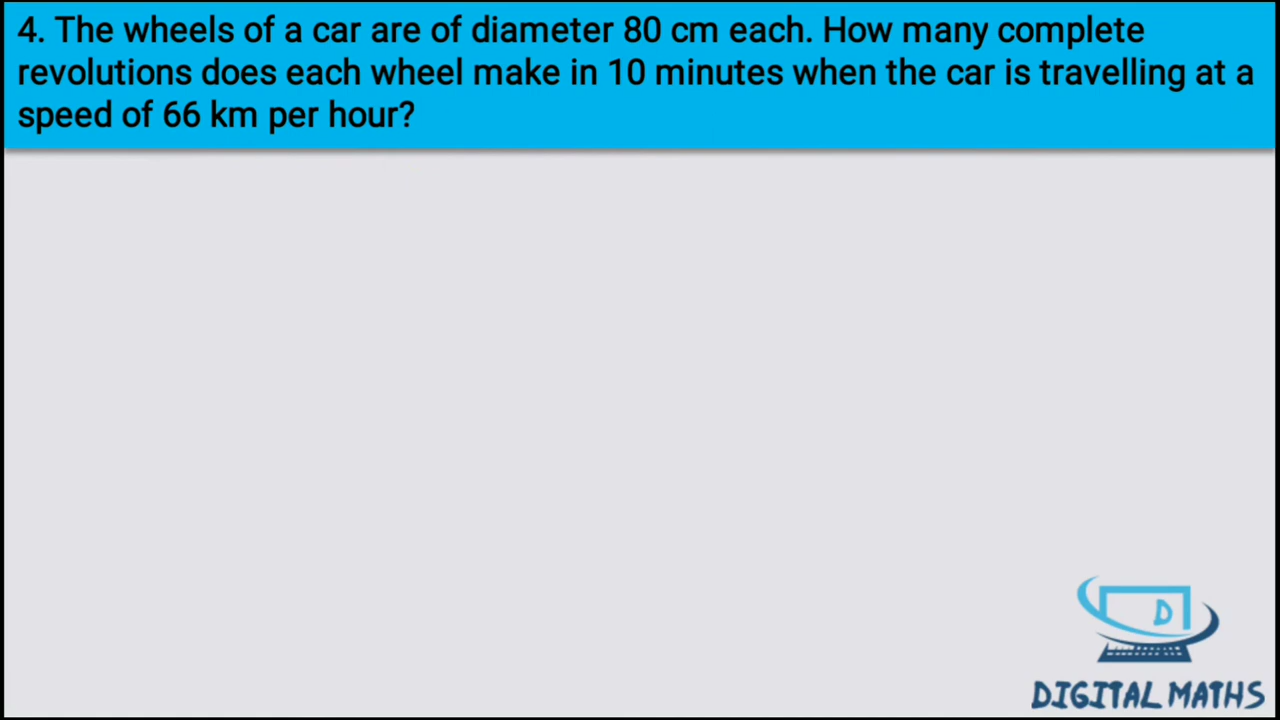 4. The wheels of a car are of diameter 80 cm each. How many complete
revolutions does each wheel make in 10 minutes when the car is travelling at a
speed of 66 km per hour?
D
DIGITAL MATHS